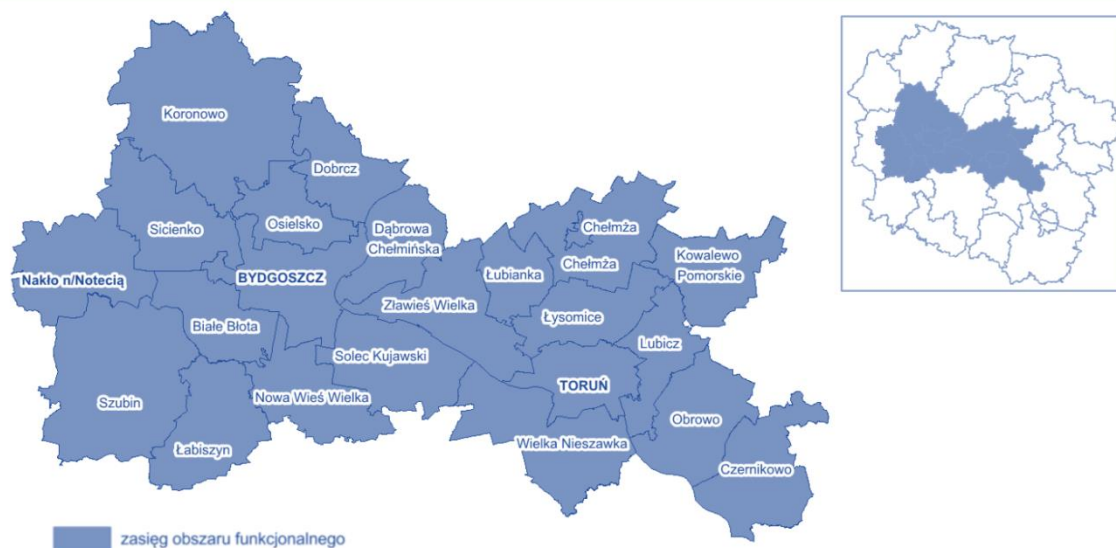 Koronowo
Dobrcz
Sicienko
Osielsko
Dąbrowa
Chełmińska
Chełmża
Chełmża
Kowalewo
Pomorskie
Nakło n/Notecią
BYDGOSZCZ
Łubianka
Zławieś Wielka
Łysomice
Białe Błota
Lubicz
Solec Kujawski
Szubin
Nowa Wieś Wielka
TORUŃ
Obrowo
Łabiszyn
Wielka Nieszawka
Czernikowo
zasięg obszaru funkcjonalnego